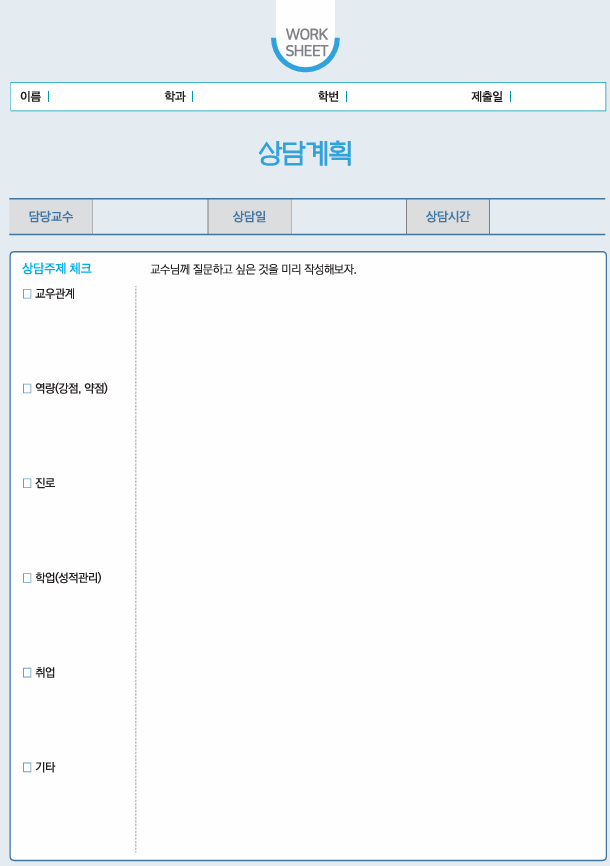 WORK
SHEET
이름 학과 학번 제출일
상담계획
담당교수 상담일 상담시간
상담주제 체크 교수님께 질문하고 싶은 것을 미리 작성해보자.
교우관계
역량(강점, 약점)
진로
학업(성적관리)
취업
기타